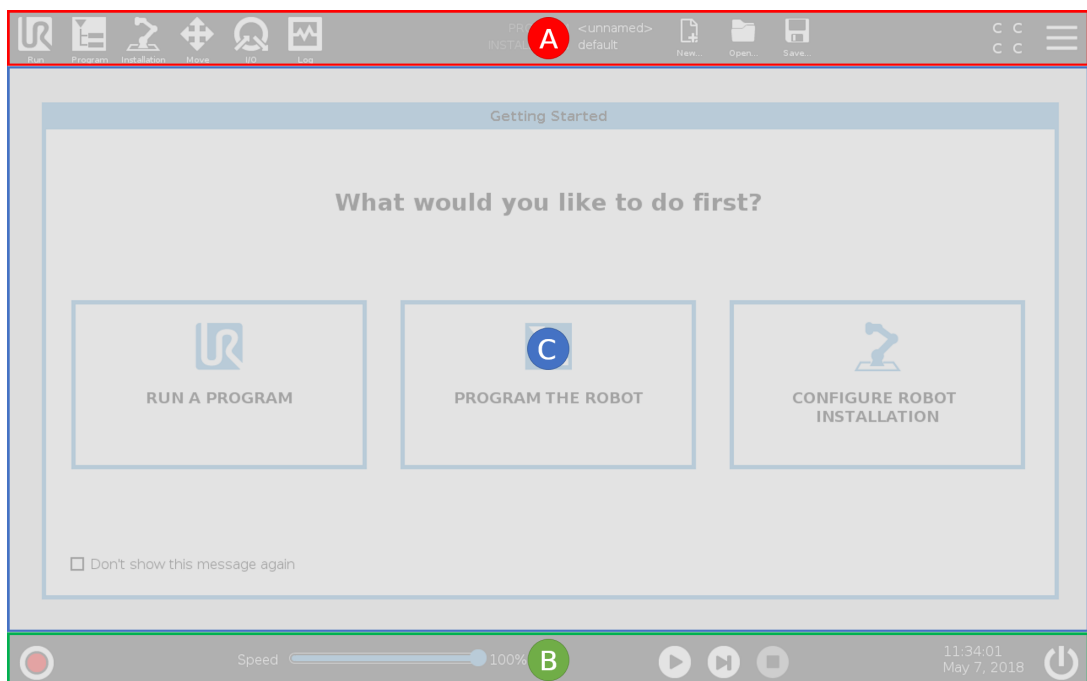 <unnamed>
default
A
C C
C C
Run Program Installation Move I/O Log
New... Open... Save...
Getting Started
What would you like to do first?
C
RUN A PROGRAM
PROGRAM THE ROBOT
CONFIGURE ROBOT
INSTALLATION
Don't show this message again
Speed 100%
B
11:34:01
May 7, 2018